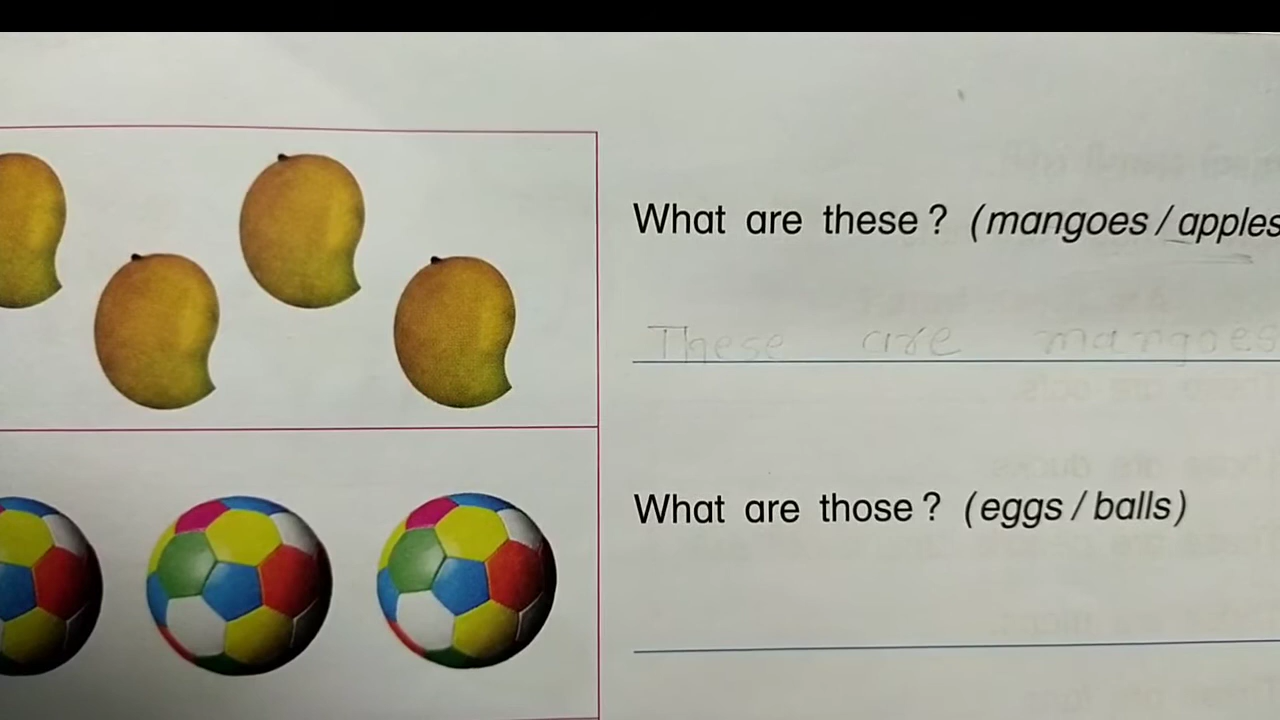 What are these ? (mangoes / apples
These are mangoes
What are those ? (eggs / balls)